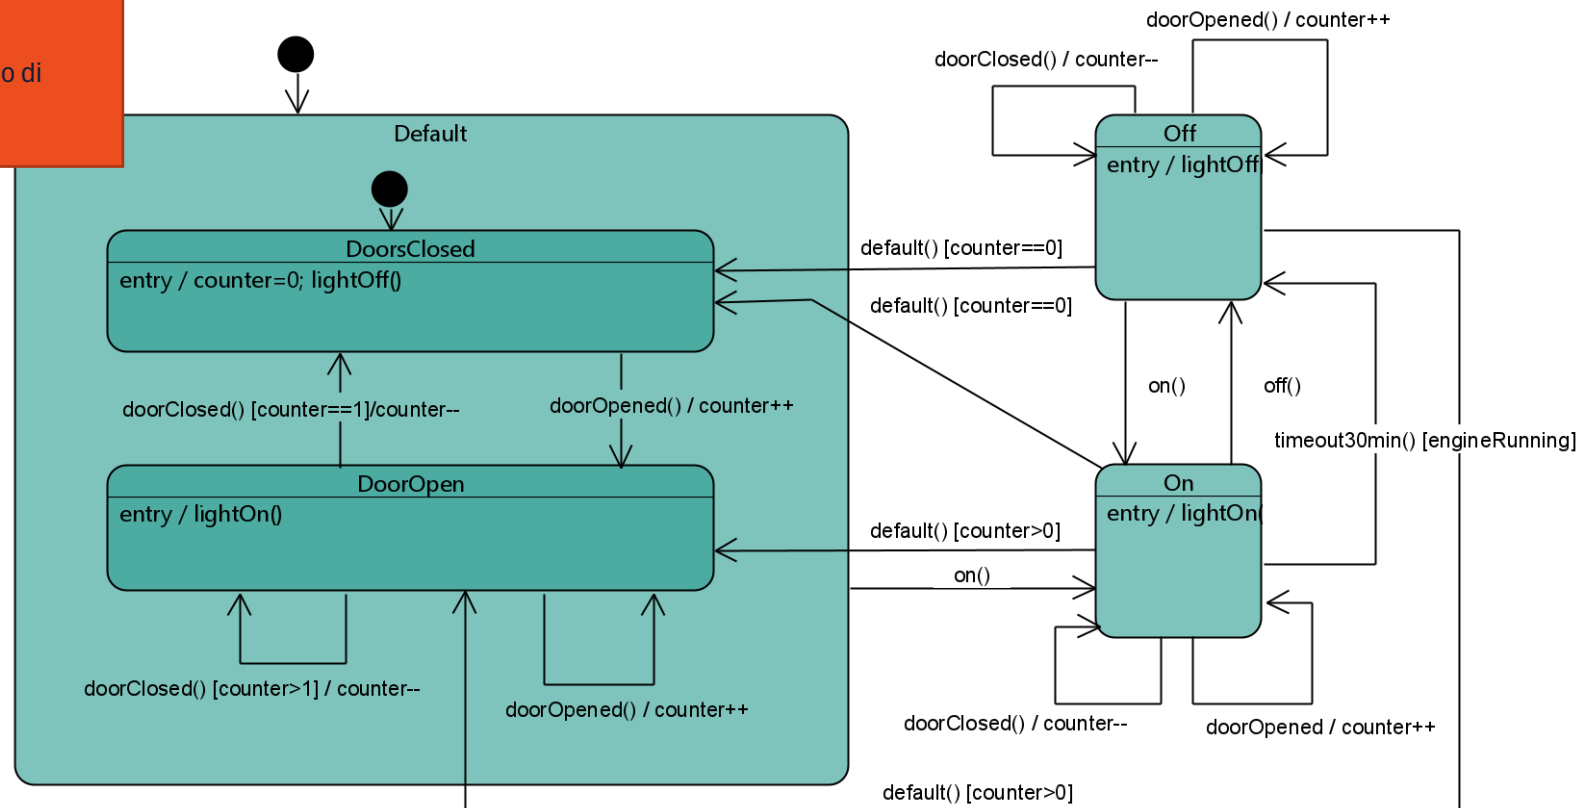 o di
doorOpened() / counter++
doorClosed() / counter--
Default
Off
entry / lightOff
DoorsClosed
entry / counter=0; lightOff()
default() [counter==0]
default() [counter==0]
doorClosed() [counter==1]/counter--
doorOpened() / counter++
on()
off()
timeout30min() [engineRunning]
DoorOpen
entry / lightOn()
On
entry / lightOn(
default() [counter>0]
on()
doorClosed() [counter>1] / counter--
doorOpened() / counter++
doorClosed() / counter--
doorOpened / counter++
default() [counter>0]